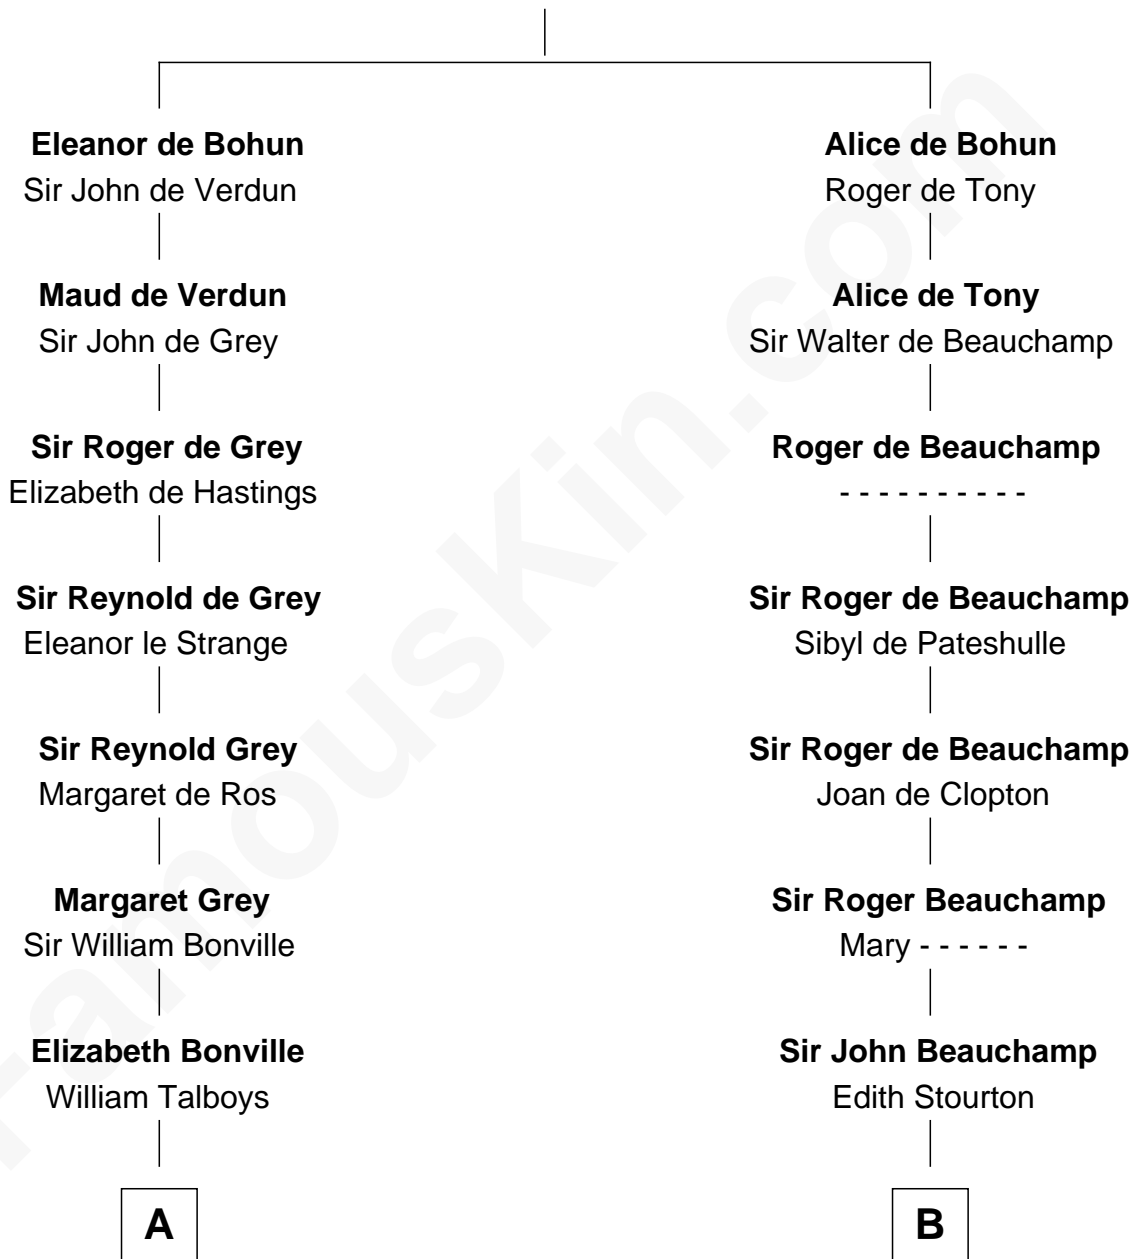 Eleanor de Bohun
Sir John de Verdun
Alice de Bohun
Roger de Tony
Maud de Verdun
Sir John de Grey
Alice de Tony
Sir Walter de Beauchamp
Sir Roger de Grey
Elizabeth de Hastings
Roger de Beauchamp
- - - - - - - - - -
Sir Reynold de Grey
Eleanor le Strange
Sir Roger de Beauchamp
Sibyl de Pateshulle
Sir Reynold Grey
Margaret de Ros
Sir Roger de Beauchamp
Joan de Clopton
Margaret Grey
Sir William Bonville
Sir Roger Beauchamp
Mary - - - - - -
Elizabeth Bonville
William Talboys
Sir John Beauchamp
Edith Stourton
A
B
FamousKin.com